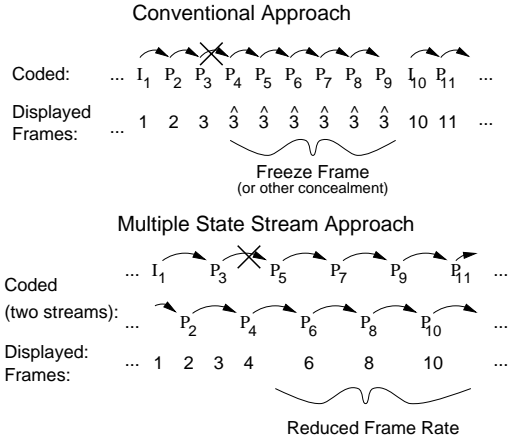 Conventional Approach
Coded: ... I1 P2 P3 P4 P5 P6 P7 P8 P9 I10 P11 ...
Displayed
Frames: ... 1 2 3 3̂ 3̂ 3̂ 3̂ 3̂ 3̂ 10 11 ...
Freeze Frame
(or other concealment)
Multiple State Stream Approach
... I1 P3 P5 P7 P9 P11 ...
Coded
(two streams):
... P2 P4 P6 P8 P10 ...
Displayed:
Frames: ... 1 2 3 4 6 8 10 ...
Reduced Frame Rate